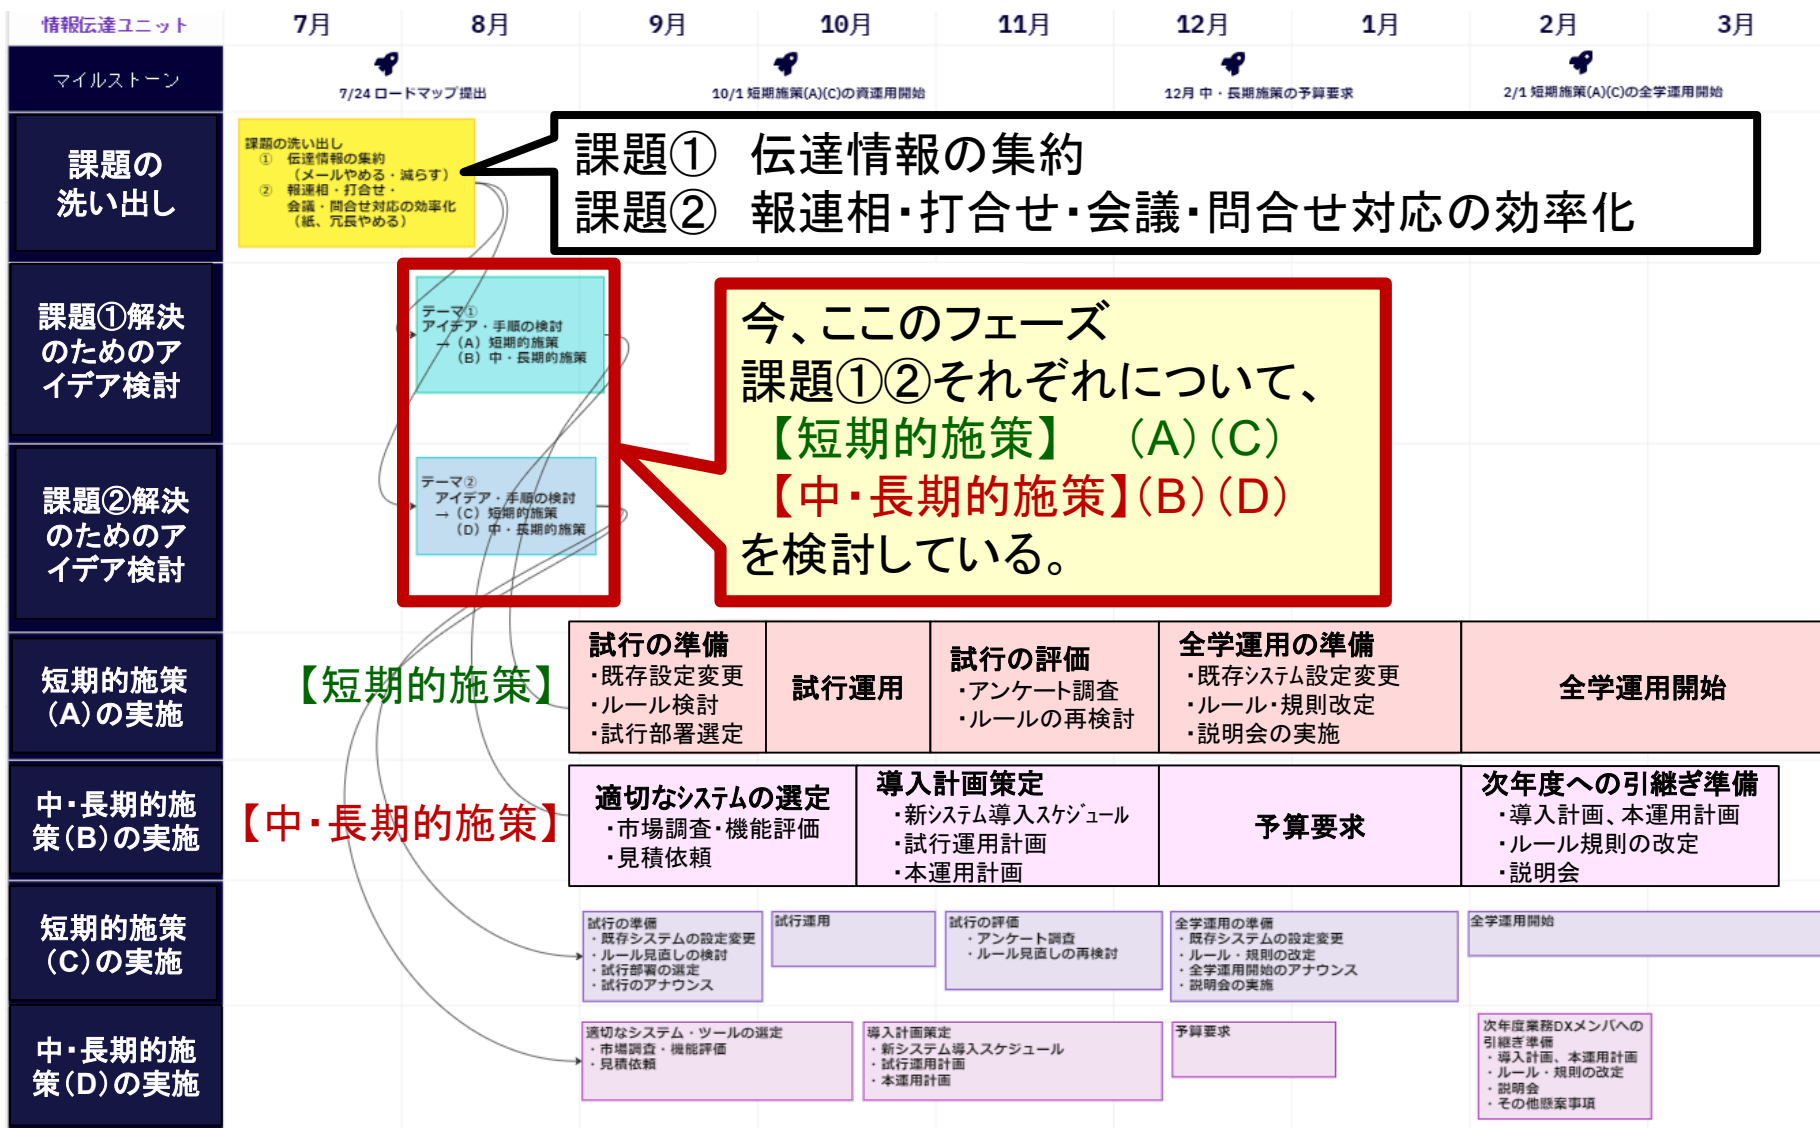 情報伝達ユニット
7月
8月
9月
10月
11月
12月
1月
2月
3月
マイルストーン
7/24 ロードマップ提出
10/1 短期施策(A)(C)の資運用開始
12月 中・長期施策の予算要求
2/1 短期施策(A)(C)の全学運用開始
課題の
洗い出し
課題の洗い出し
① 伝達情報の集約
（メールやめる・減らす）
② 報連相・打合せ・
会議・問合せ対応の効率化
（紙、冗長やめる）
課題① 伝達情報の集約
課題② 報連相・打合せ・会議・問合せ対応の効率化
課題①解決
のためのア
イデア検討
テーマ①
アイデア・手順の検討
→（A）短期的施策
（B）中・長期的施策
今、ここのフェーズ
課題①②それぞれについて、
【短期的施策】 （A）（C）
【中・長期的施策】（B）（D）
を検討している。
課題②解決
のためのア
イデア検討
テーマ②
アイデア・手順の検討
→（C）短期的施策
（D）中・長期的施策
短期的施策
（A）の実施
【短期的施策】
試行の準備
・既存設定変更
・ルール検討
・試行部署選定
試行運用
試行の評価
・アンケート調査
・ルールの再検討
全学運用の準備
・既存システム設定変更
・ルール・規則改定
・説明会の実施
全学運用開始
中・長期的施
策（B）の実施
【中・長期的施策】
適切なシステムの選定
・市場調査・機能評価
・見積依頼
導入計画策定
・新システム導入スケジュール
・試行運用計画
・本運用計画
予算要求
次年度への引継ぎ準備
・導入計画、本運用計画
・ルール規則の改定
・説明会
短期的施策
（C）の実施
試行の準備
・既存システムの設定変更
・ルール見直しの検討
・試行部署の選定
・試行のアナウンス
試行運用
試行の評価
・アンケート調査
・ルール見直しの再検討
全学運用の準備
・既存システムの設定変更
・ルール・規則の改定
・全学運用開始のアナウンス
・説明会の実施
全学運用開始
中・長期的施
策（D）の実施
適切なシステム・ツールの選定
・市場調査・機能評価
・見積依頼
導入計画策定
・新システム導入スケジュール
・試行運用計画
・本運用計画
予算要求
次年度業務DXメンバへの
引継ぎ準備
・導入計画、本運用計画
・ルール・規則の改定
・説明会
・その他懸案事項